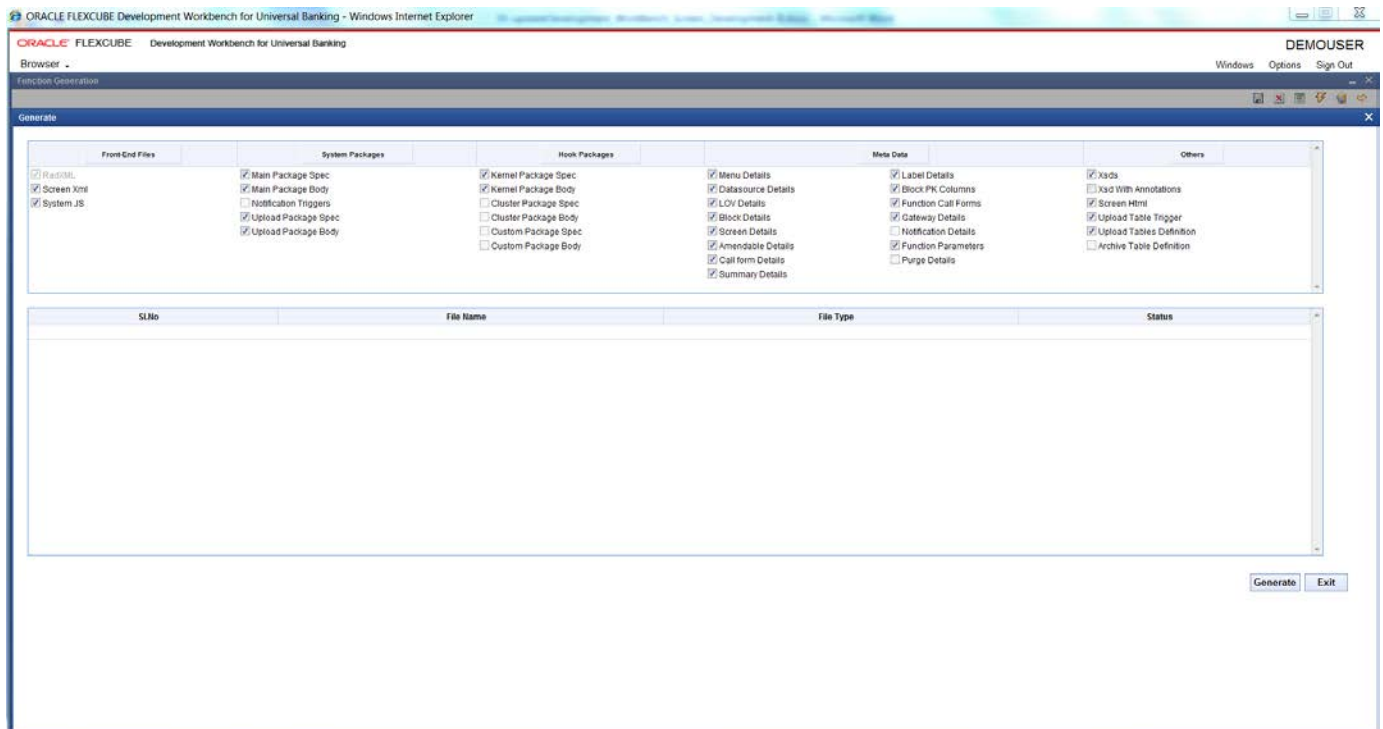 ORACLE FLEXCUBE Development Workbench for Universal Banking - Windows Internet Explorer
ORACLE FLEXCUBE Development Workbench for Universal Banking
DEMOUSER
Browser
Windows Options Sign Out
Function Generation
Generate
Front-End Files System Packages Hook Packages Meta Data Others
RadXML Main Package Spec Kernel Package Spec Menu Details Label Details Xsds
Screen Xml Main Package Body Kernel Package Body Datasource Details Block PK Columns Xsd With Annotations
System JS Notification Triggers Cluster Package Spec LOV Details Function Call Forms Screen Html
Upload Package Spec Cluster Package Body Block Details Gateway Details Upload Table Trigger
Upload Package Body Custom Package Spec Screen Details Notification Details Upload Tables Definition
Custom Package Body Amendable Details Function Parameters Archive Table Definition
Call form Details Purge Details
Summary Details
Sl.No File Name File Type Status
Generate Exit